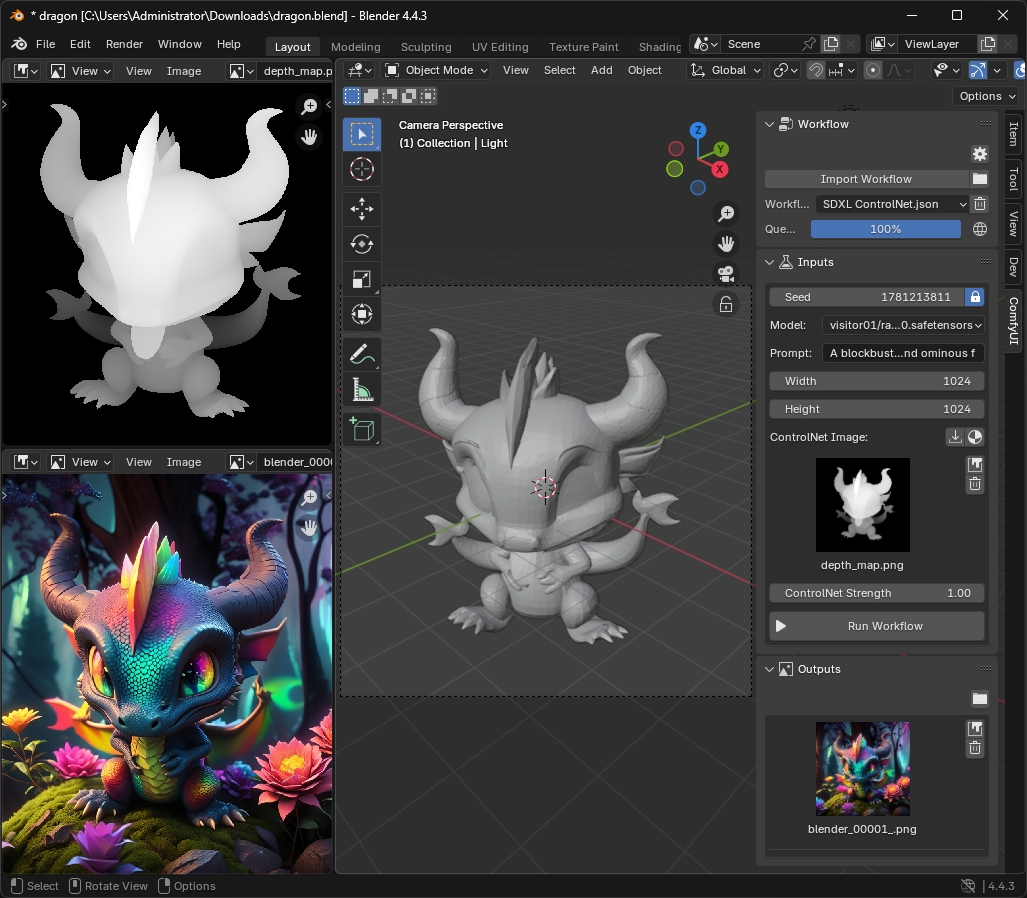 * dragon [C:\Users\Administrator\Downloads\dragon.blend] - Blender 4.4.3
File Edit Render Window Help Layout Modeling Sculpting UV Editing Texture Paint Shading Scene ViewLayer
View View Image depth_map.p
Object Mode View Select Add Object Global
Options
Camera Perspective
(1) Collection | Light
Z
Y
X
Workflow
Import Workflow
Workfl... SDXL ControlNet.json
Que... 100%
Inputs
Seed 1781213811
Model: visitor01/ra...0.safetensors
Prompt: A blockbust...nd ominous f
Width 1024
Height 1024
ControlNet Image:
depth_map.png
ControlNet Strength 1.00
Run Workflow
Outputs
blender_00001_.png
Item
Tool
View
Dev
ComfyUI
View View Image blender_000
Select Rotate View Options 4.4.3